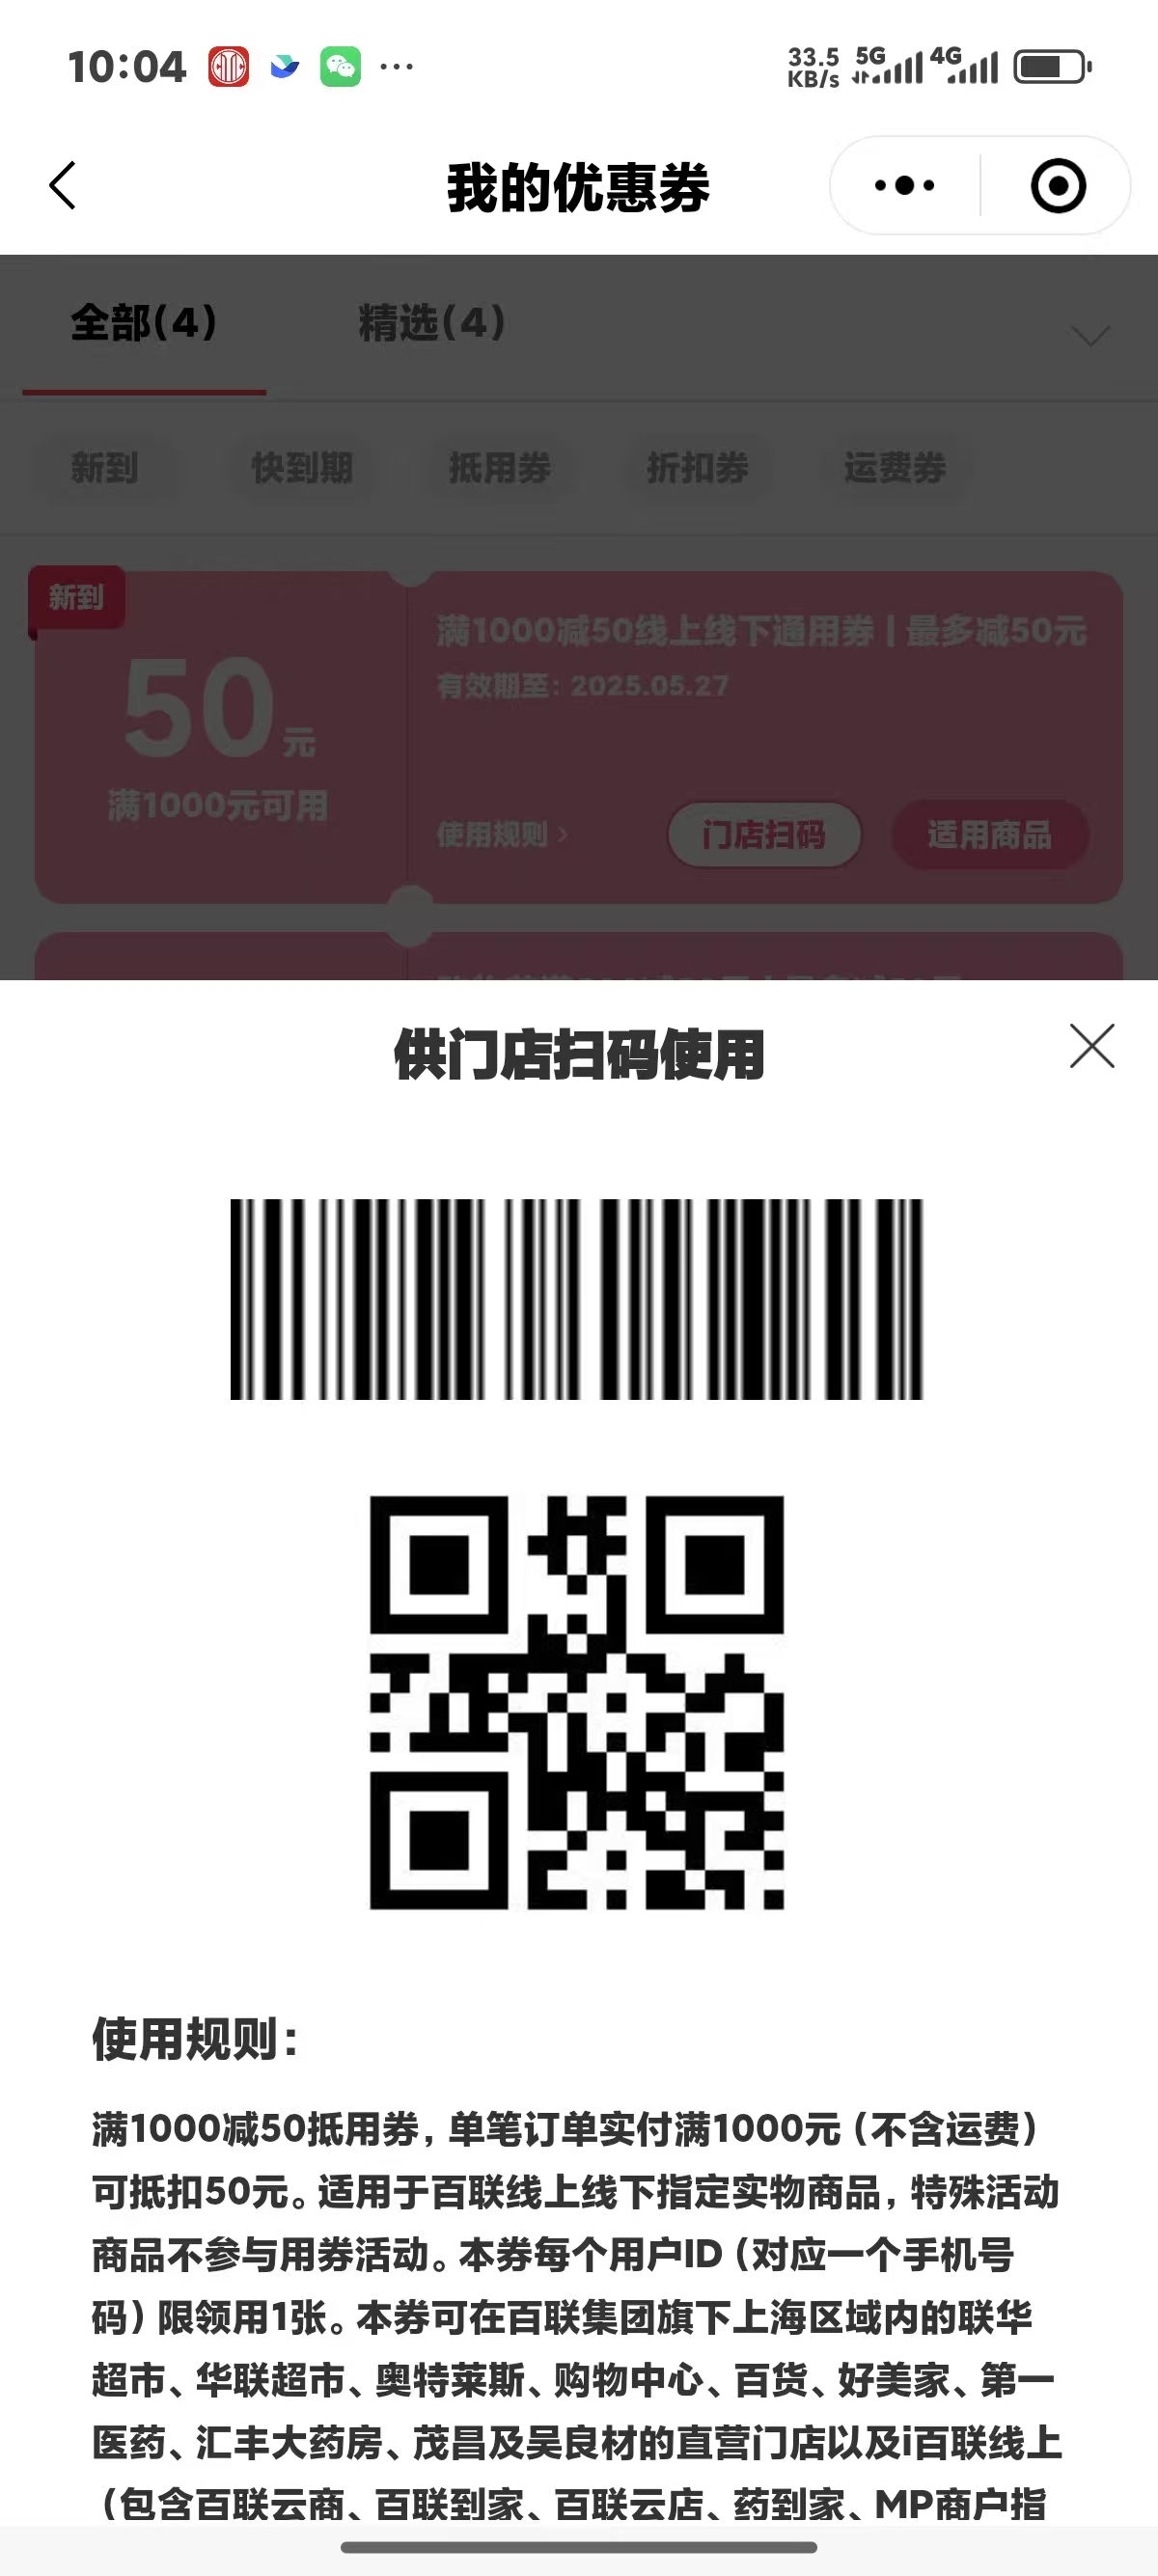 10:04
33.5 KB/s 5G 4G
我的优惠券
全部(4) 精选(4)
新到 快到期 抵用券 折扣券 运费券
新到
50元
满1000元可用
满1000减50线上线下通用券 | 最多减50元
有效期至: 2025.05.27
使用规则 >
门店扫码
适用商品
供门店扫码使用
使用规则:
满1000减50抵用券, 单笔订单实付满1000元 (不含运费)
可抵扣50元。适用于百联线上线下指定实物商品, 特殊活动
商品不参与用券活动。本券每个用户ID (对应一个手机号
码) 限领用1张。本券可在百联集团旗下上海区域内的联华
超市、华联超市、奥特莱斯、购物中心、百货、好美家、第一
医药、汇丰大药房、茂昌及吴良材的直营门店以及i百联线上
(包含百联云商、百联到家、百联云店、药到家、MP商户指